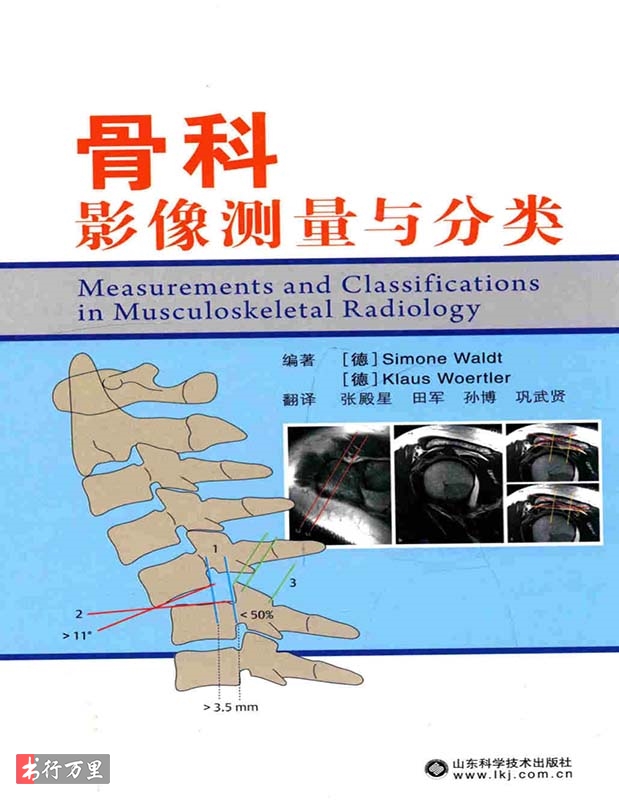 骨科
影像测量与分类
Measurements and Classifications
in Musculoskeletal Radiology
编著 [德] Simone Waldt
[德] Klaus Woertler
翻译 张殿星 田军 孙博 巩武贤
1
2
3
< 50%
> 11°
> 3.5 mm
书行万里
山东科学技术出版社
www.lkj.com.cn